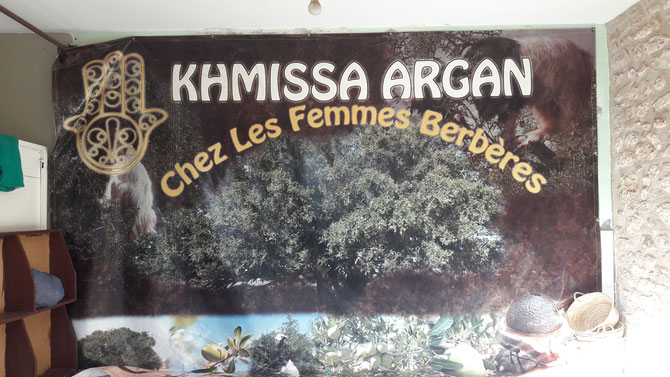 KHMISSA ARGAN
Chez Les Femmes Berbères